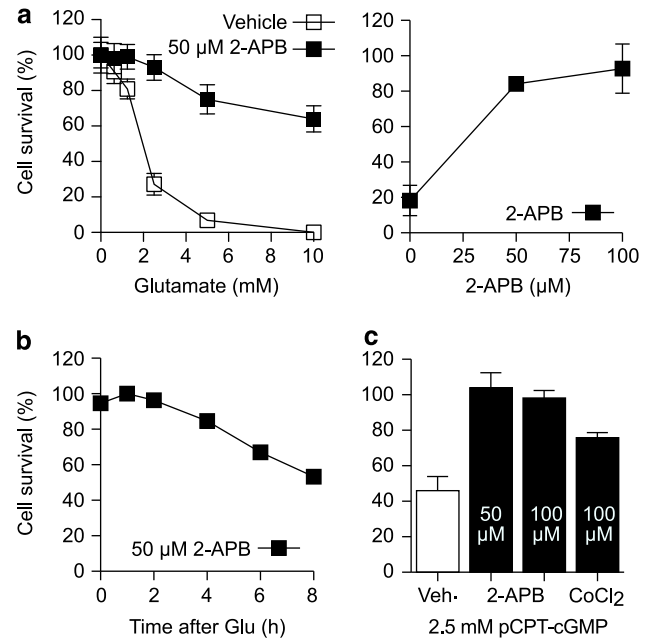 a
Vehicle
50 µM 2-APB
Cell survival (%)
120
100
80
60
40
20
0
0 2 4 6 8 10
Glutamate (mM)
120
100
80
60
40
20
0
2-APB
0 25 50 75 100
2-APB (µM)
b
Cell survival (%)
120
100
80
60
40
20
0
50 µM 2-APB
0 2 4 6 8
Time after Glu (h)
c
120
100
80
60
40
20
0
50 µM
100 µM
100 µM
Veh. 2-APB CoCl2
2.5 mM pCPT-cGMP